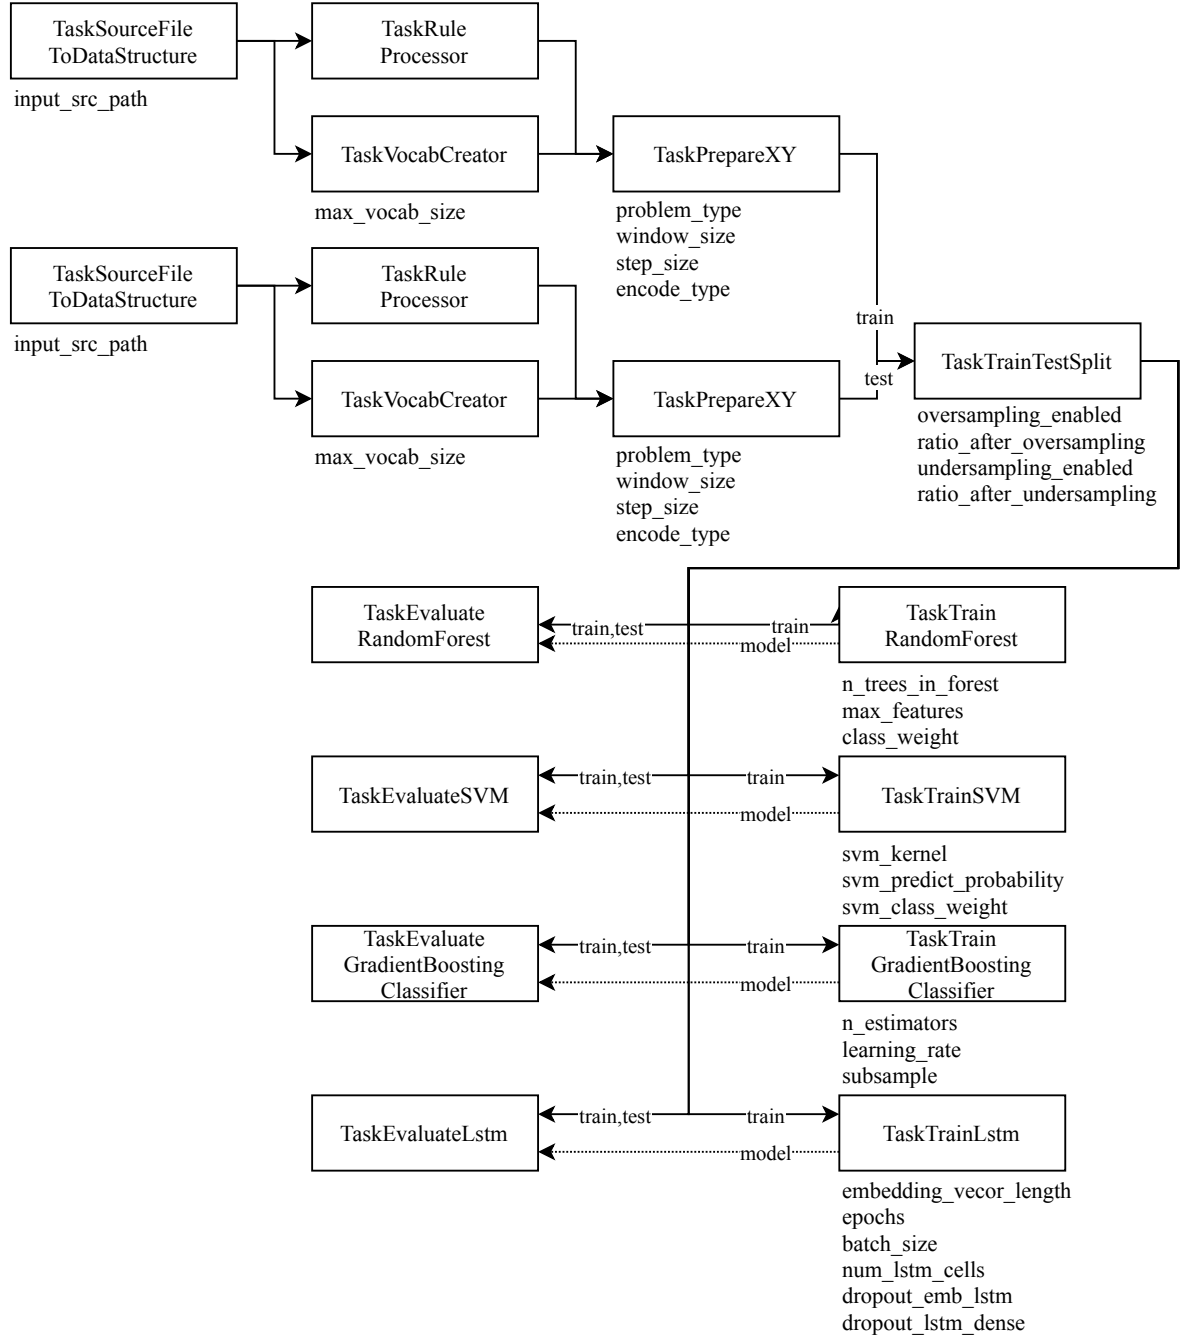 TaskSourceFile
ToDataStructure
input_src_path
TaskRule
Processor
TaskVocabCreator
max_vocab_size
TaskPrepareXY
problem_type
window_size
step_size
encode_type
TaskSourceFile
ToDataStructure
input_src_path
TaskRule
Processor
TaskVocabCreator
max_vocab_size
TaskPrepareXY
problem_type
window_size
step_size
encode_type
train
test
TaskTrainTestSplit
oversampling_enabled
ratio_after_oversampling
undersampling_enabled
ratio_after_undersampling
TaskEvaluate
RandomForest
train,test
train
model
TaskTrain
RandomForest
n_trees_in_forest
max_features
class_weight
TaskEvaluateSVM
train,test
train
model
TaskTrainSVM
svm_kernel
svm_predict_probability
svm_class_weight
TaskEvaluate
GradientBoosting
Classifier
train,test
train
model
TaskTrain
GradientBoosting
Classifier
n_estimators
learning_rate
subsample
TaskEvaluateLstm
train,test
train
model
TaskTrainLstm
embedding_vecor_length
epochs
batch_size
num_lstm_cells
dropout_emb_lstm
dropout_lstm_dense